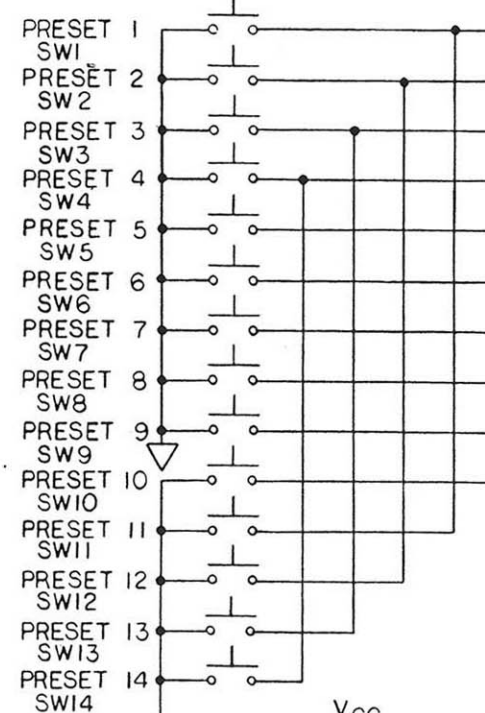 PRESET 1
SW1
PRESET 2
SW2
PRESET 3
SW3
PRESET 4
SW4
PRESET 5
SW5
PRESET 6
SW6
PRESET 7
SW7
PRESET 8
SW8
PRESET 9
SW9
PRESET 10
SW10
PRESET 11
SW11
PRESET 12
SW12
PRESET 13
SW13
PRESET 14
SW14